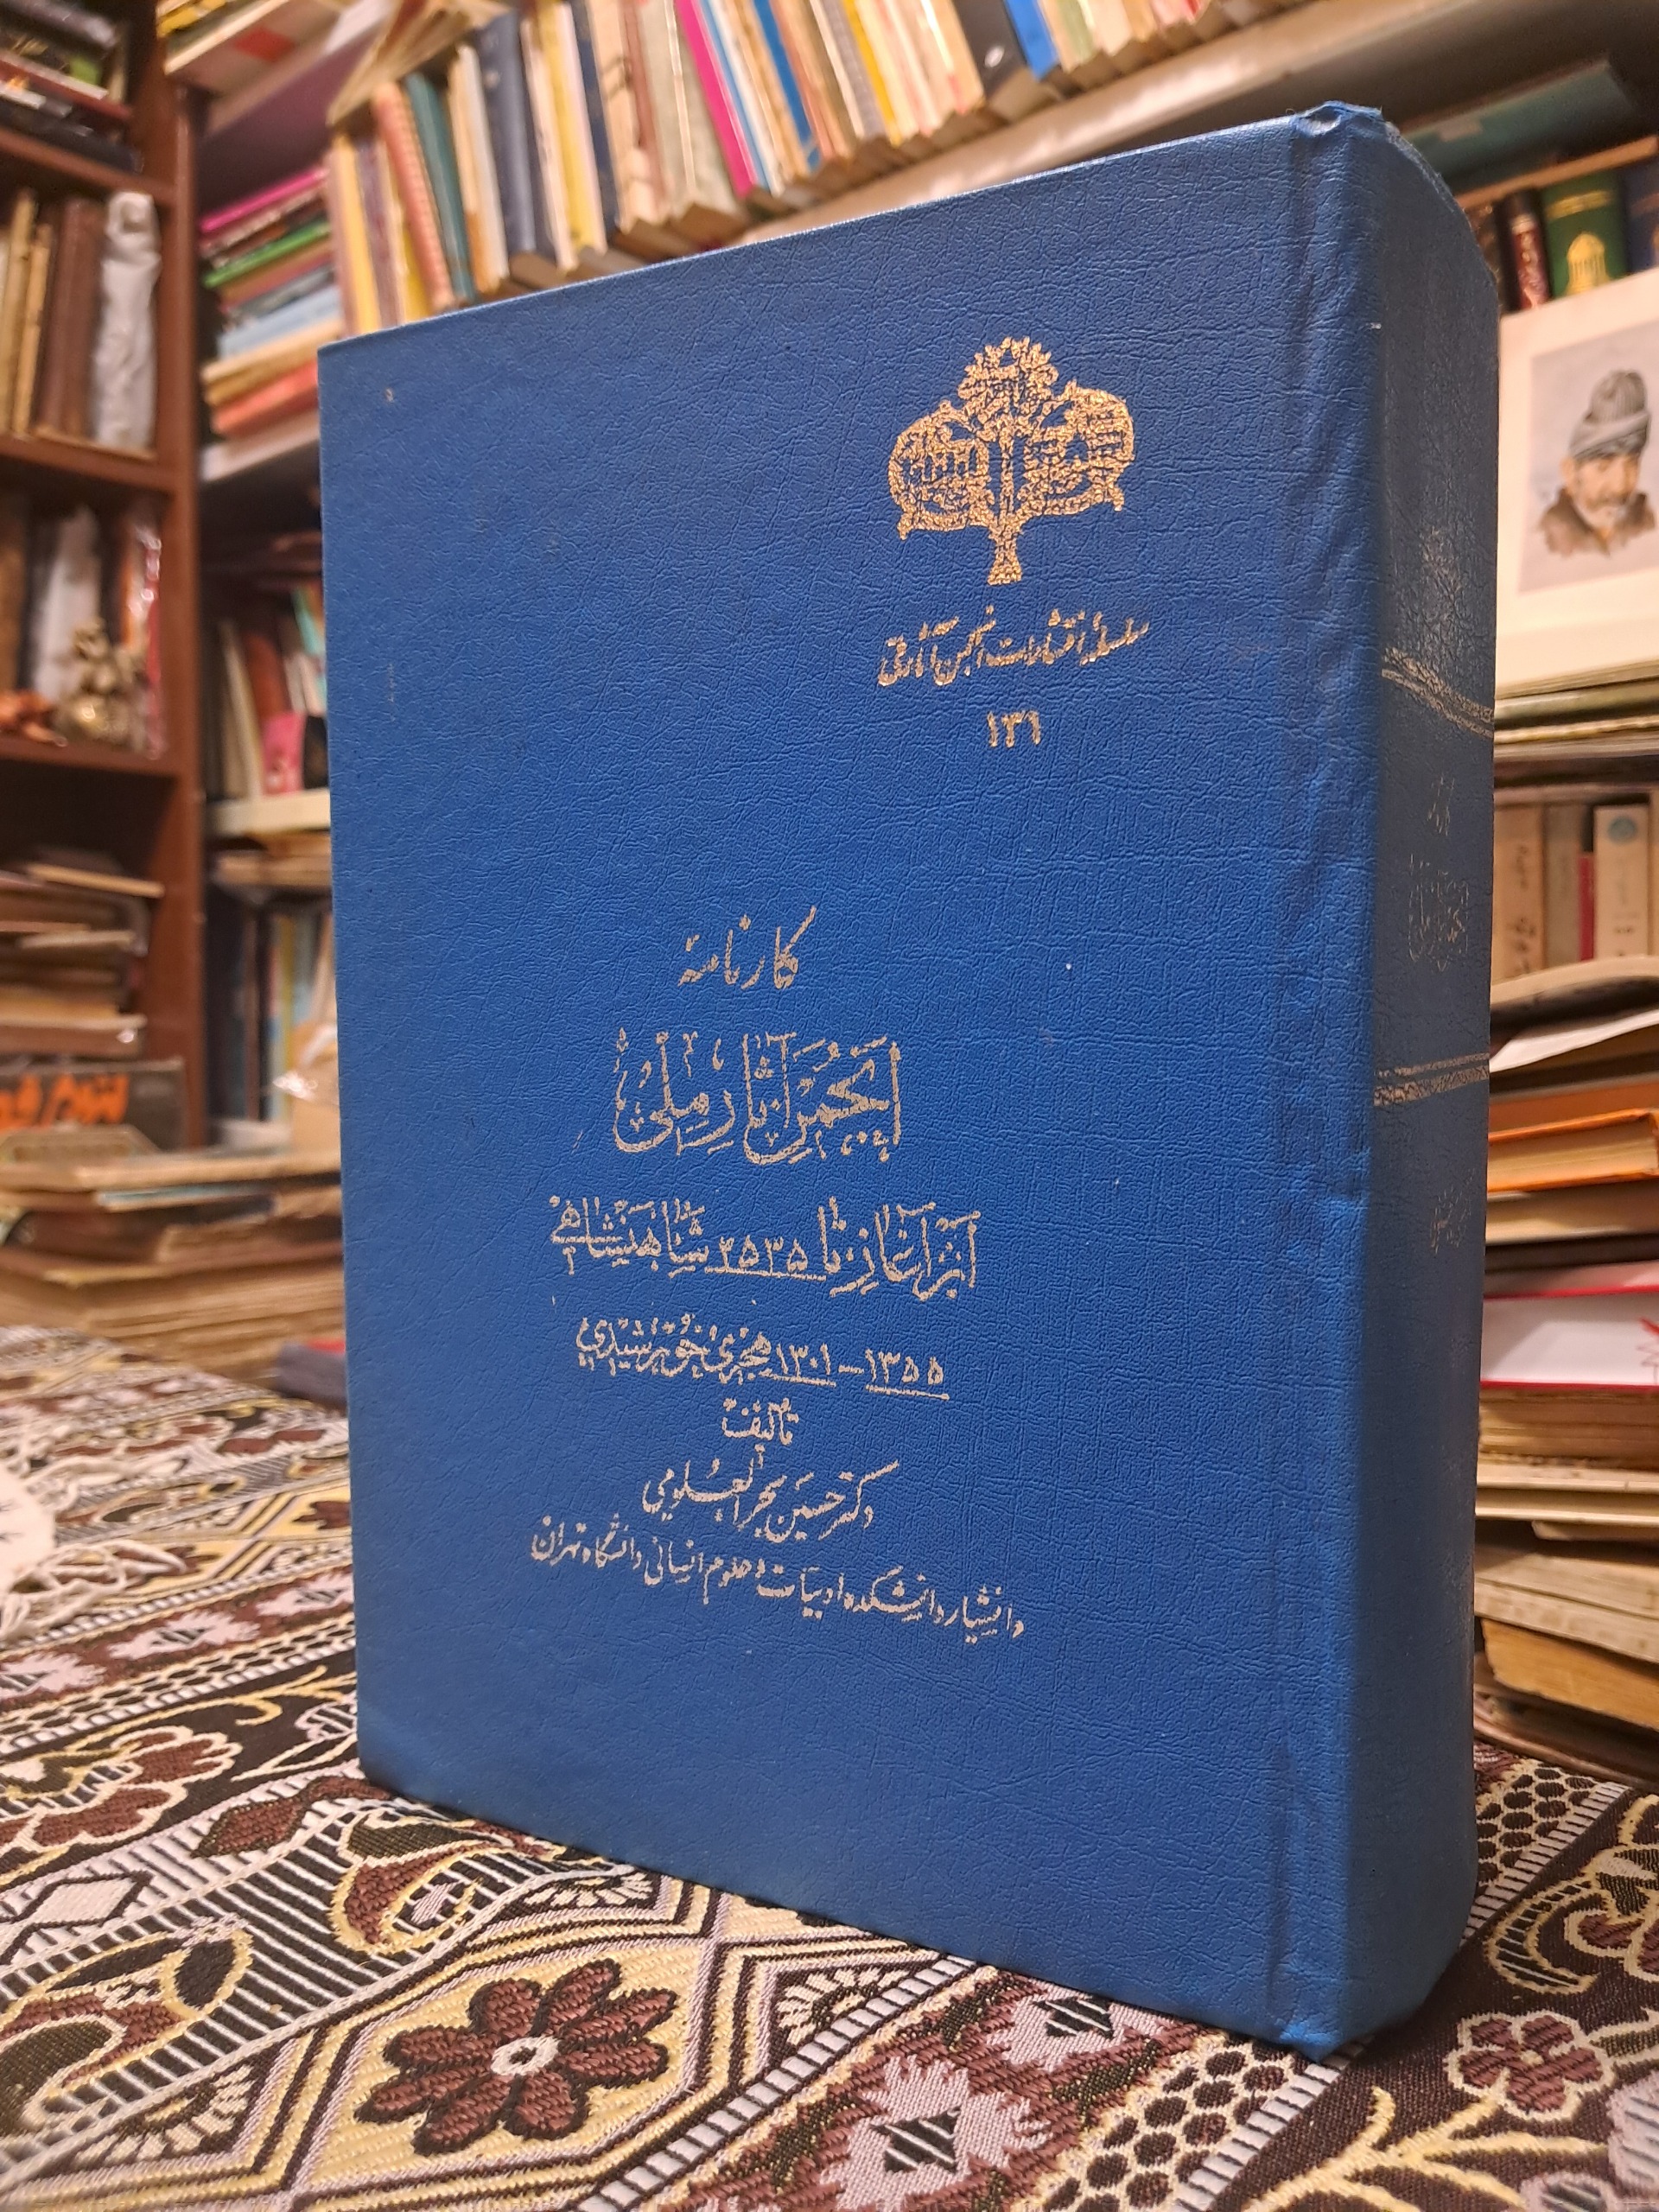 سلسلهٔ انتشارات انجمن آثار ملی
۱۳۱
کارنامه
انجمن آثار ملی
از آغاز تا ۲۵۳۵ شاهنشاهی
۱۳۵۵ – ۱۳۰۱ هجری خورشیدی
تألیف
دکتر حسین بحرالعلومی
دانشیار دانشکده ادبیات و علوم انسانی دانشگاه تهران